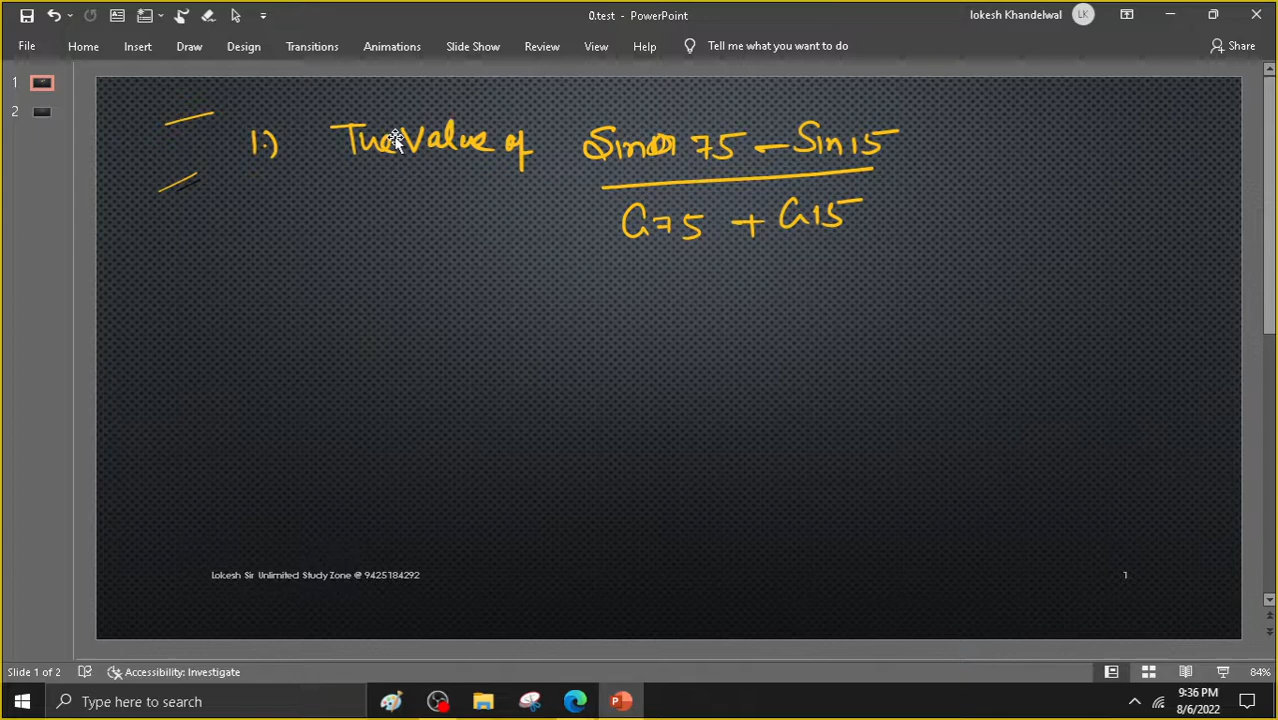 0.test - PowerPoint
lokesh Khandelwal LK
File Home Insert Draw Design Transitions Animations Slide Show Review View Help Tell me what you want to do Share
1
2
1.) The Value of Sin 75 - Sin 15
75 + 15
Lokesh Sir Unlimited Study Zone @ 9425184292 1
Slide 1 of 2 Accessibility: Investigate 84%
Type here to search
9:36 PM
8/6/2022